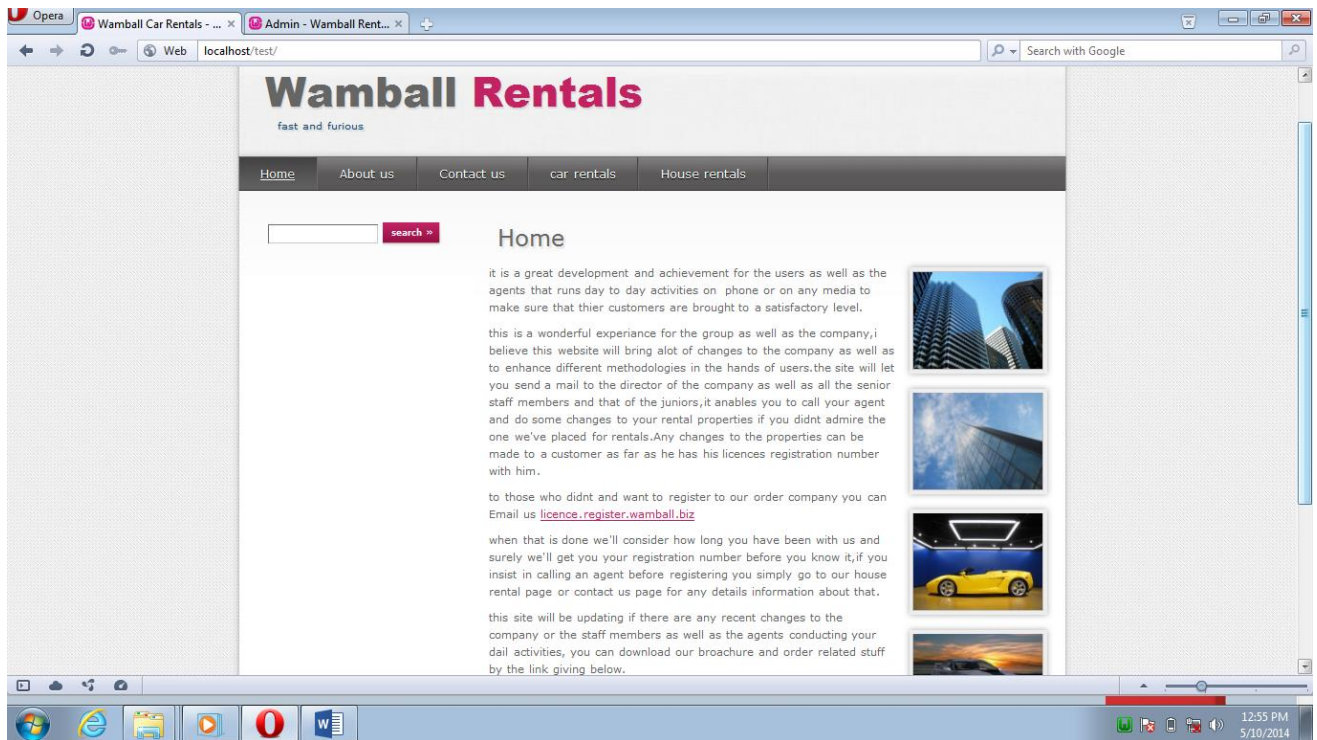 Opera
Wamball Car Rentals - ...
Admin - Wamball Rent...
Web
localhost/test/
Search with Google
Wamball Rentals
fast and furious
Home
About us
Contact us
car rentals
House rentals
search »
Home
it is a great development and achievement for the users as well as the
agents that runs day to day activities on phone or on any media to
make sure that thier customers are brought to a satisfactory level.
this is a wonderful experiance for the group as well as the company,i
believe this website will bring alot of changes to the company as well as
to enhance different methodologies in the hands of users.the site will let
you send a mail to the director of the company as well as all the senior
staff members and that of the juniors,it anables you to call your agent
and do some changes to your rental properties if you didnt admire the
one we've placed for rentals.Any changes to the properties can be
made to a customer as far as he has his licences registration number
with him.
to those who didnt and want to register to our order company you can
Email us licence.register.wamball.biz
when that is done we'll consider how long you have been with us and
surely we'll get you your registration number before you know it,if you
insist in calling an agent before registering you simply go to our house
rental page or contact us page for any details information about that.
this site will be updating if there are any recent changes to the
company or the staff members as well as the agents conducting your
dail activities, you can download our broachure and order related stuff
by the link giving below.
12:55 PM
5/10/2014